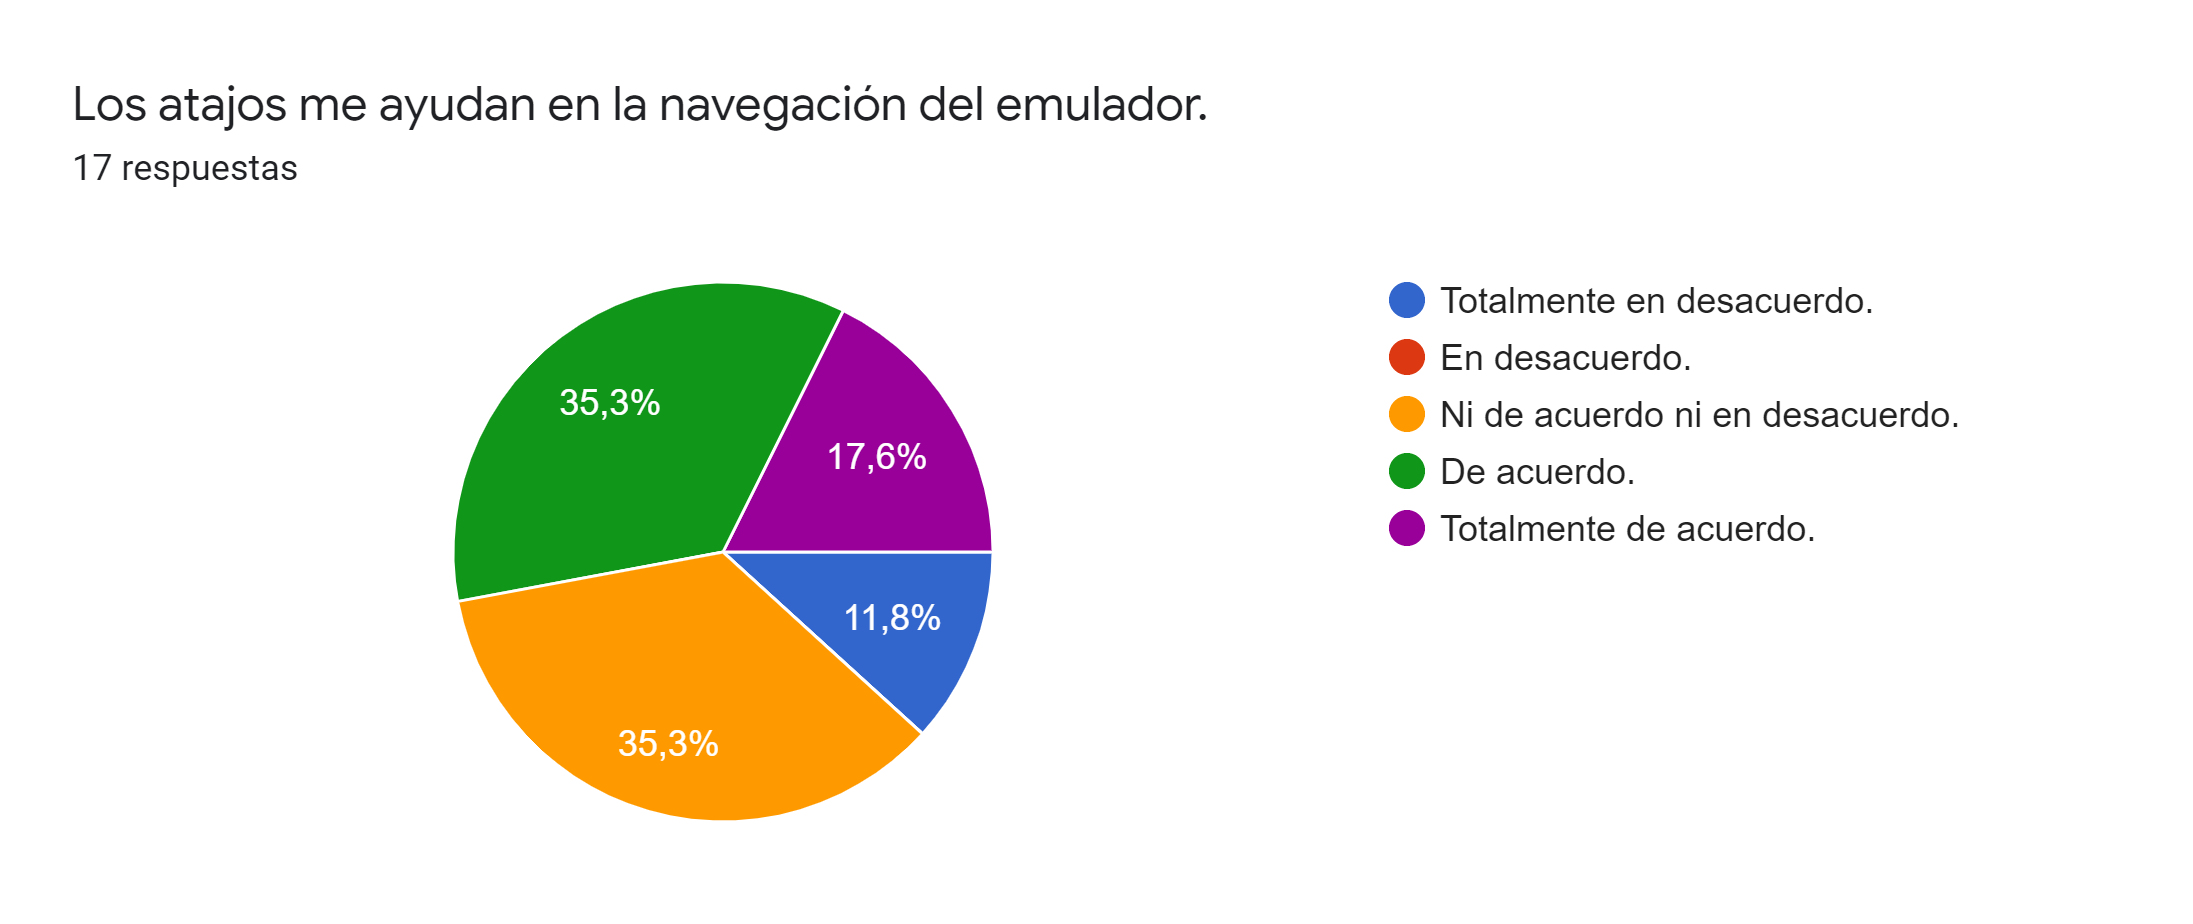 Los atajos me ayudan en la navegación del emulador.
17 respuestas
35,3%
17,6%
11,8%
35,3%
Totalmente en desacuerdo.
En desacuerdo.
Ni de acuerdo ni en desacuerdo.
De acuerdo.
Totalmente de acuerdo.